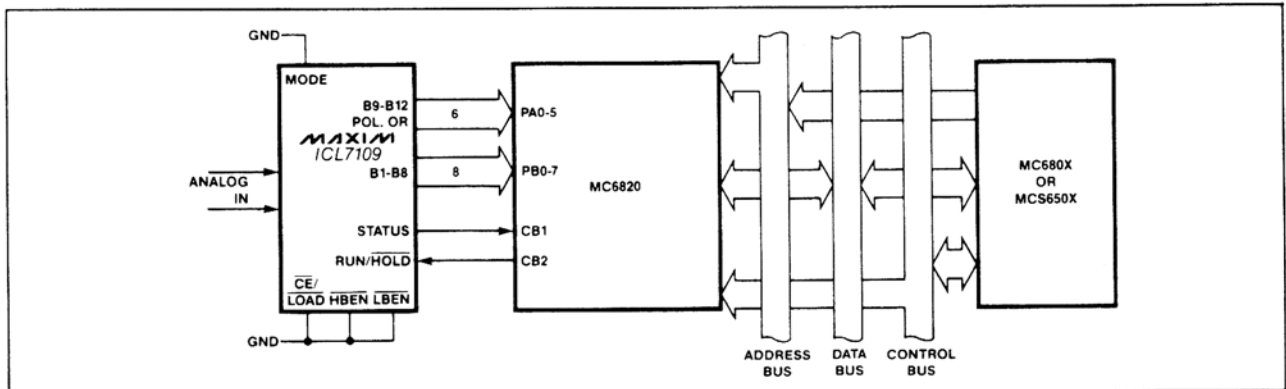 GND
MODE
B9-B12
POL. OR
MAXIM
ICL7109
B1-B8
ANALOG
IN
STATUS
RUN/HOLD
CE/
LOAD HBEN LBEN
GND
6
8
PA0-5
PB0-7
MC6820
CB1
CB2
ADDRESS
BUS
DATA
BUS
CONTROL
BUS
MC680X
OR
MCS650X